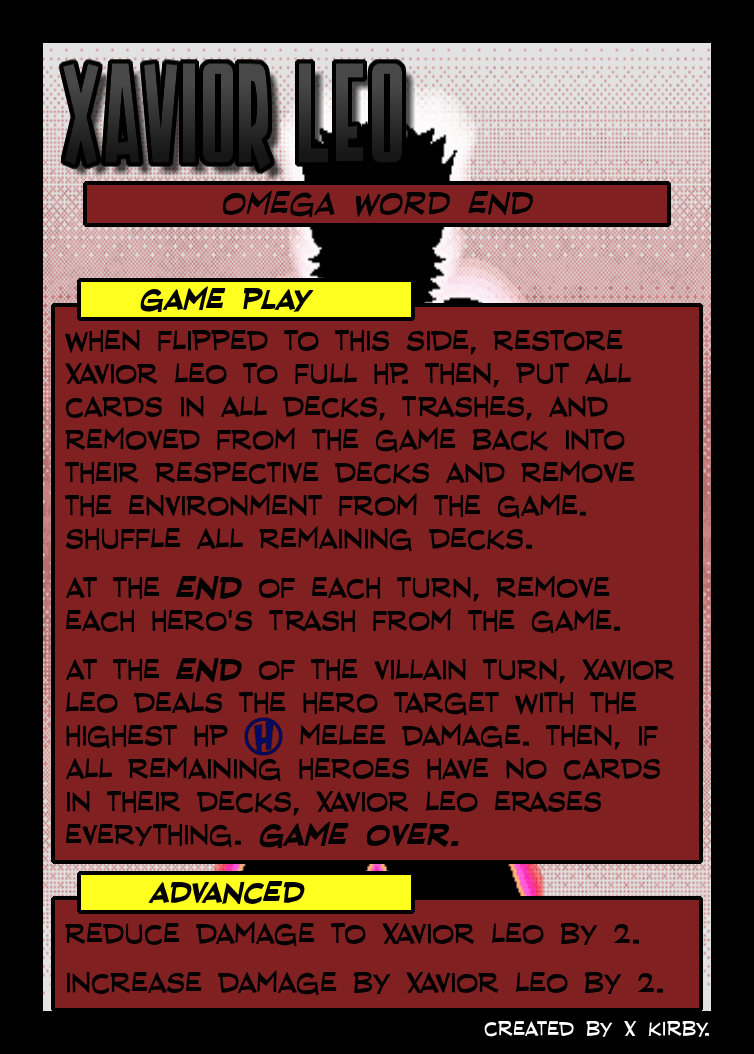 XAVIOR LEO
OMEGA WORD END
GAME PLAY
WHEN FLIPPED TO THIS SIDE, RESTORE
XAVIOR LEO TO FULL HP. THEN, PUT ALL
CARDS IN ALL DECKS, TRASHES, AND
REMOVED FROM THE GAME BACK INTO
THEIR RESPECTIVE DECKS AND REMOVE
THE ENVIRONMENT FROM THE GAME.
SHUFFLE ALL REMAINING DECKS.
AT THE END OF EACH TURN, REMOVE
EACH HERO'S TRASH FROM THE GAME.
AT THE END OF THE VILLAIN TURN, XAVIOR
LEO DEALS THE HERO TARGET WITH THE
HIGHEST HP H MELEE DAMAGE. THEN, IF
ALL REMAINING HEROES HAVE NO CARDS
IN THEIR DECKS, XAVIOR LEO ERASES
EVERYTHING. GAME OVER.
ADVANCED
REDUCE DAMAGE TO XAVIOR LEO BY 2.
INCREASE DAMAGE BY XAVIOR LEO BY 2.
CREATED BY X KIRBY.